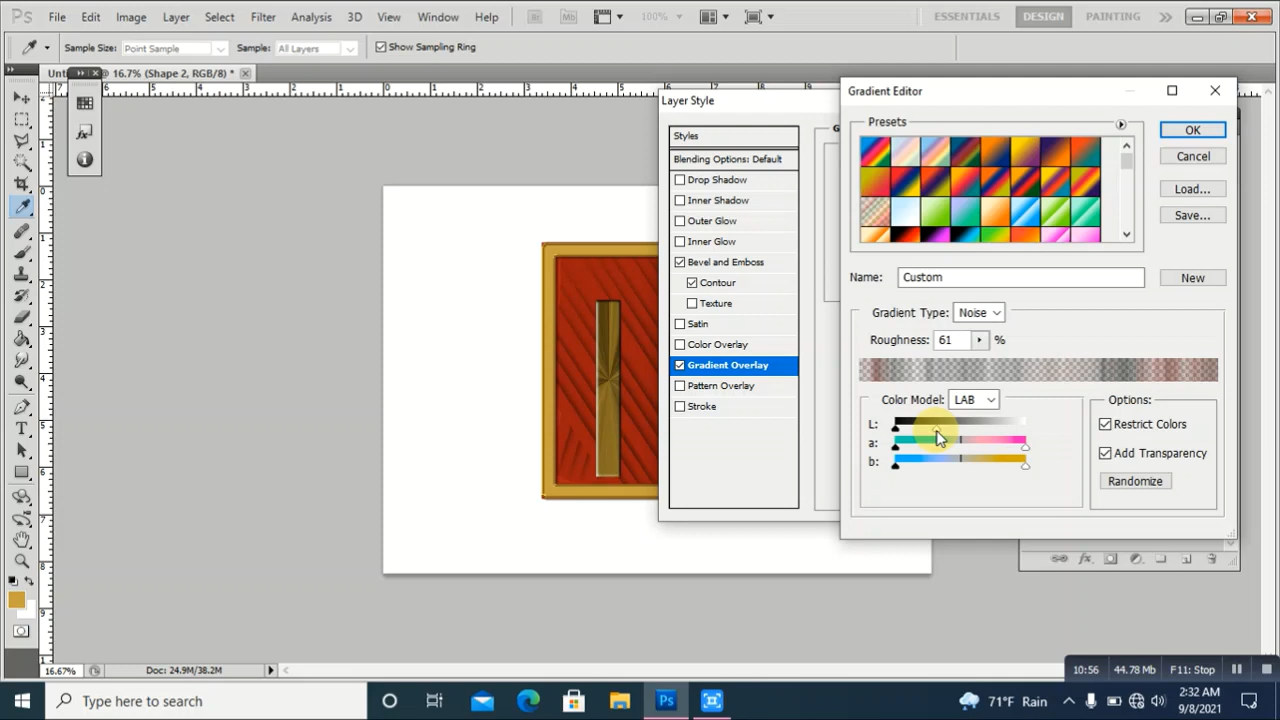 Ps File Edit Image Layer Select Filter Analysis 3D View Window Help Br Mb 100% ESSENTIALS DESIGN PAINTING
Sample Size: Point Sample Sample: All Layers Show Sampling Ring
Unt @ 16.7% (Shape 2, RGB/8) *
Layer Style
Styles
Blending Options: Default
Drop Shadow
Inner Shadow
Outer Glow
Inner Glow
Bevel and Emboss
Contour
Texture
Satin
Color Overlay
Gradient Overlay
Pattern Overlay
Stroke
Gradient Editor
Presets
OK
Cancel
Load...
Save...
Name: Custom
New
Gradient Type: Noise
Roughness: 61 %
Color Model: LAB
L:
a:
b:
Options:
Restrict Colors
Add Transparency
Randomize
16.67% Doc: 24.9M/38.2M
10:56 44.78 MB F11: Stop
Type here to search
Ps
71°F Rain
2:32 AM
9/8/2021